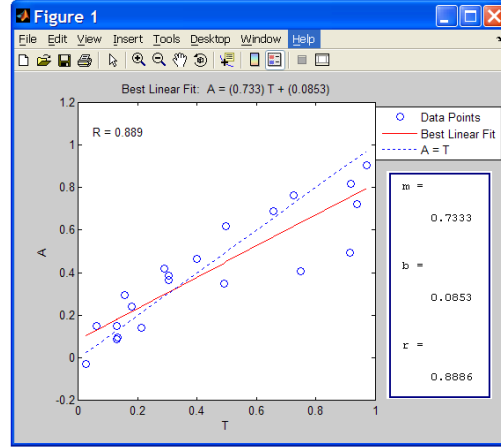 Figure 1
File Edit View Insert Tools Desktop Window Help
Best Linear Fit: A = (0.733) T + (0.0853)
R = 0.889
Data Points
Best Linear Fit
A = T
1.2
1
0.8
0.6
0.4
0.2
0
-0.2
A
0
0.2
0.4
0.6
0.8
1
T
m =
0.7333
b =
0.0853
r =
0.8886